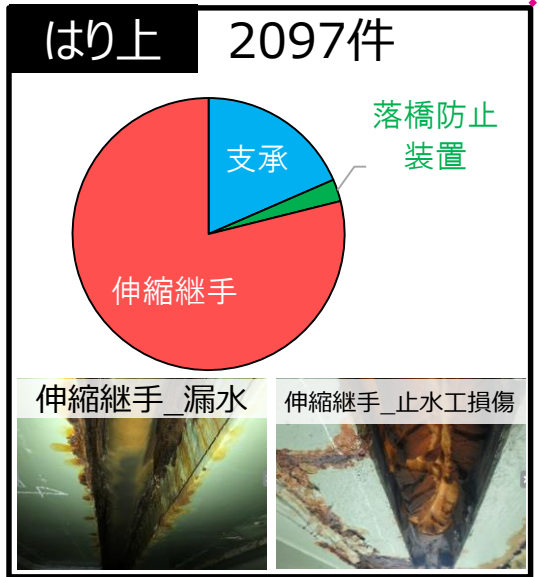 はり上 2097件
落橋防止
装置
支承
伸縮継手
伸縮継手_漏水
伸縮継手_止水工損傷